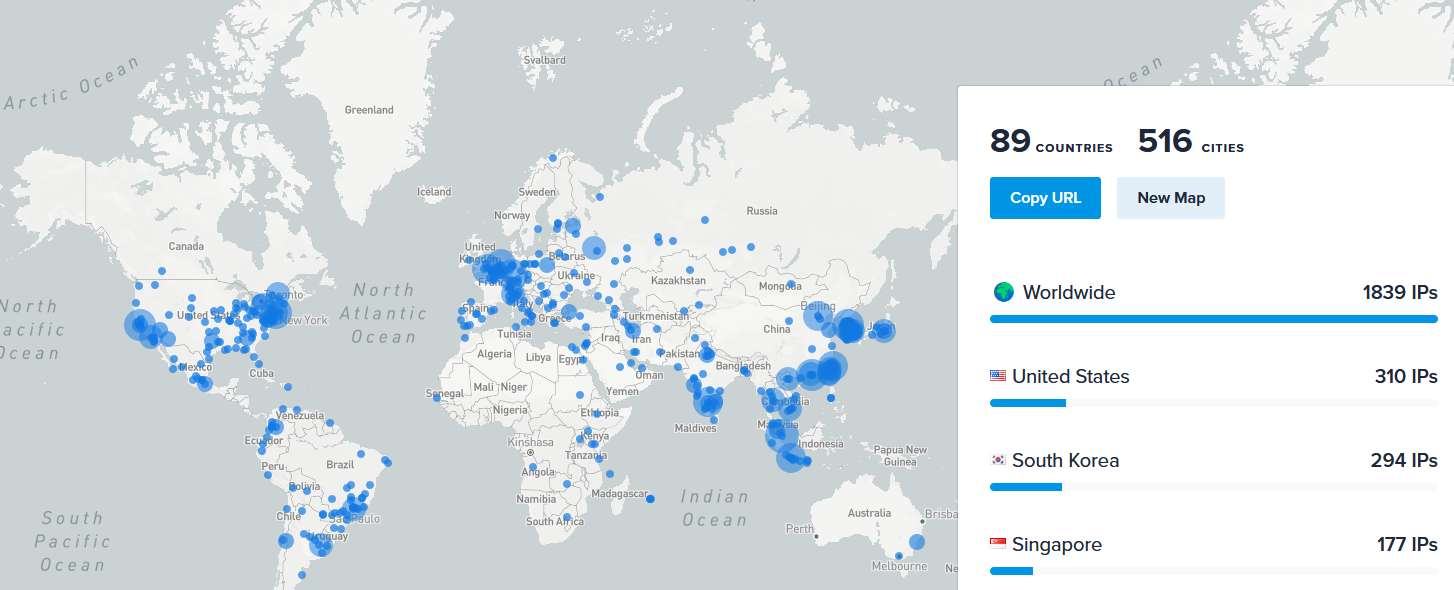 Svalbard
Arctic Ocean
Ocean
Greenland
Iceland
Sweden
Norway
Russia
Canada
United
Kingdom
Belarus
Ukraine
Kazakhstan
Mongolia
North
Pacific
Ocean
North
Atlantic
Ocean
Toronto
New York
United States
France
Spain
Italy
Greece
Turkmenistan
Beijing
China
Japan
Tunisia
Iraq
Iran
Algeria
Libya
Egypt
Pakistan
Bangladesh
Mexico
Cuba
Oman
Senegal
Mali
Niger
Yemen
Cambodia
Venezuela
Nigeria
Ethiopia
Maldives
Malaysia
Ecuador
Kinshasa
Kenya
Indonesia
Tanzania
Papua New
Guinea
Peru
Brazil
Angola
Bolivia
Namibia
Madagascar
Indian
Ocean
Chile
São Paulo
South Africa
Australia
Brisba
Perth
South
Pacific
Ocean
Uruguay
Melbourne
Ne
89 COUNTRIES 516 CITIES
Copy URL New Map
Worldwide 1839 IPs
United States 310 IPs
South Korea 294 IPs
Singapore 177 IPs